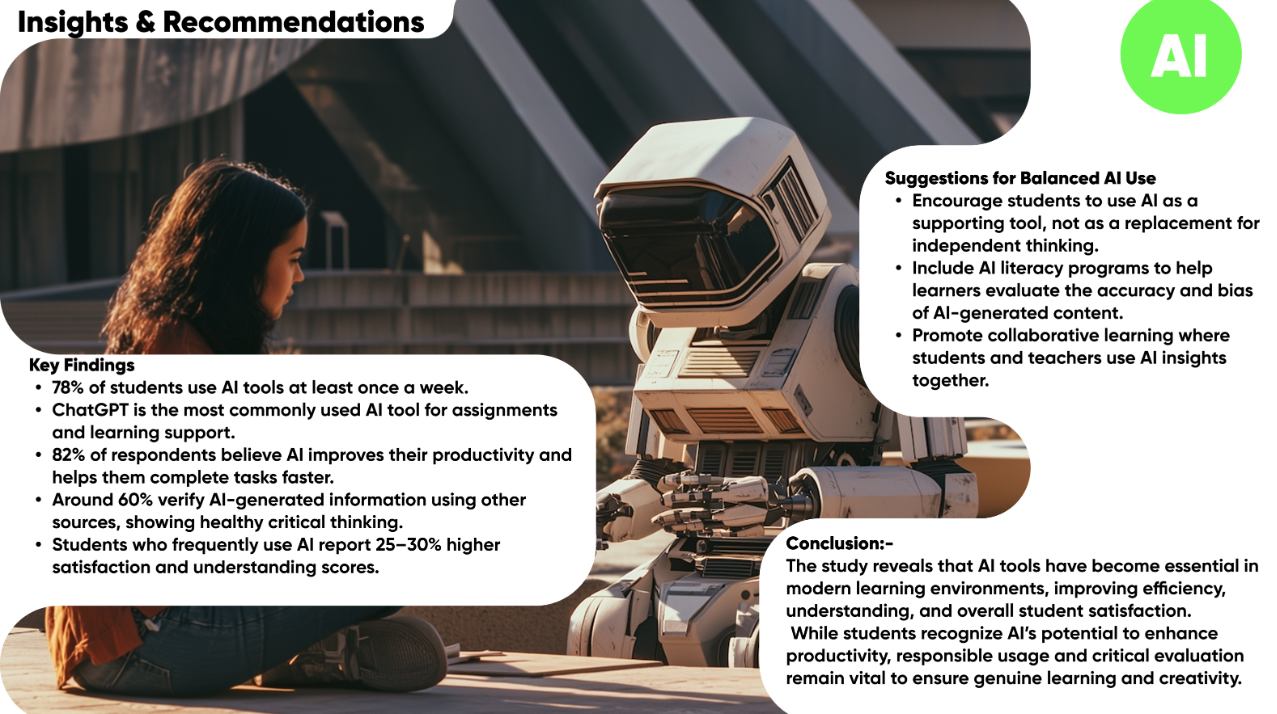 Insights & Recommendations
AI
Suggestions for Balanced AI Use
• Encourage students to use AI as a
supporting tool, not as a replacement for
independent thinking.
• Include AI literacy programs to help
learners evaluate the accuracy and bias
of AI-generated content.
• Promote collaborative learning where
students and teachers use AI insights
together.
Key Findings
• 78% of students use AI tools at least once a week.
• ChatGPT is the most commonly used AI tool for assignments
and learning support.
• 82% of respondents believe AI improves their productivity and
helps them complete tasks faster.
• Around 60% verify AI-generated information using other
sources, showing healthy critical thinking.
• Students who frequently use AI report 25–30% higher
satisfaction and understanding scores.
Conclusion:-
The study reveals that AI tools have become essential in
modern learning environments, improving efficiency,
understanding, and overall student satisfaction.
While students recognize AI’s potential to enhance
productivity, responsible usage and critical evaluation
remain vital to ensure genuine learning and creativity.